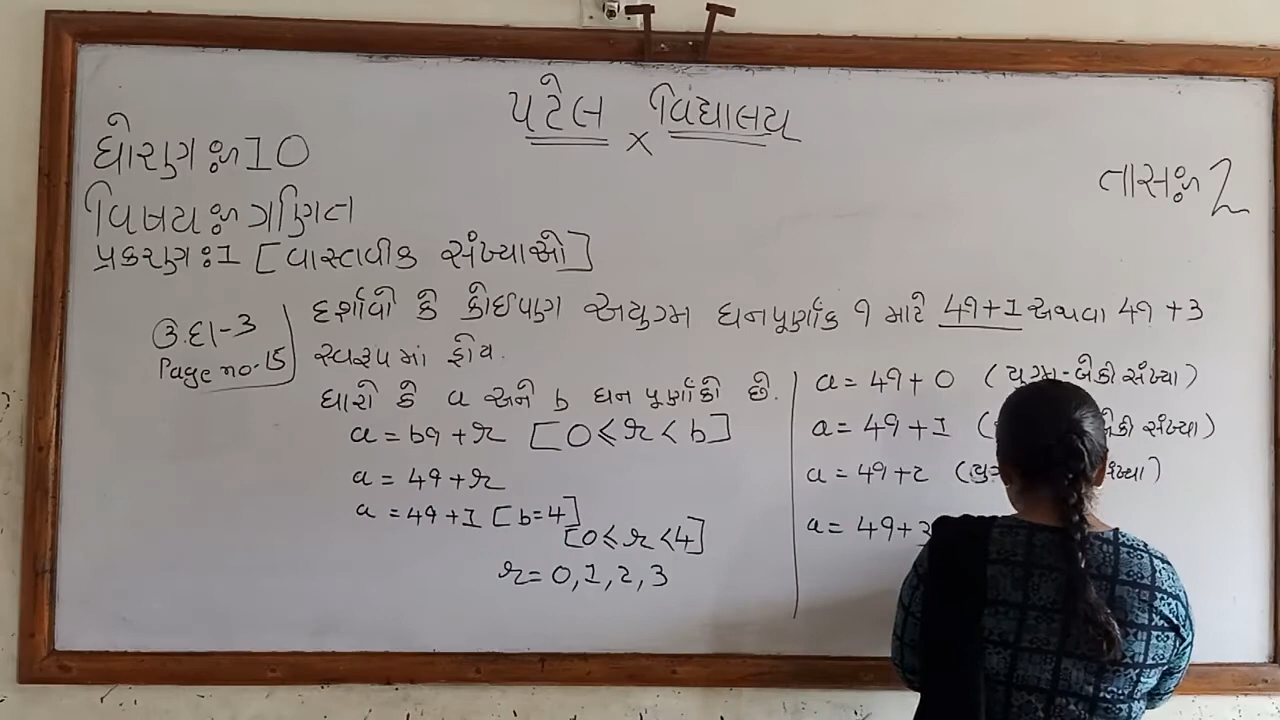 પટેલ × વિદ્યાલય
ધોરણ ઃ 10
તાસ ઃ 2
વિષય ઃ ગણિત
પ્રકરણ : 1 [વાસ્તવીક સંખ્યાઓ]
ઉ.દા-3
Page no. 15
દર્શાવો કે કોઈપણ અયુગ્મ ઘનપૂર્ણાંક q માટે 4q+1 અથવા 4q+3
સ્વરૂપમાં હોય.
ધારો કે a અને b ઘન પૂર્ણાંકો છે.
a = bq + r [0 ≤ r < b]
a = 4q + r
a = 4q + 1 [b=4]
[0 ≤ r < 4]
r = 0, 1, 2, 3
a = 4q + 0 (યુગ્મ-બેકી સંખ્યા)
a = 4q + 1 સંખ્યા)
a = 4q + 2
a = 4q + 3